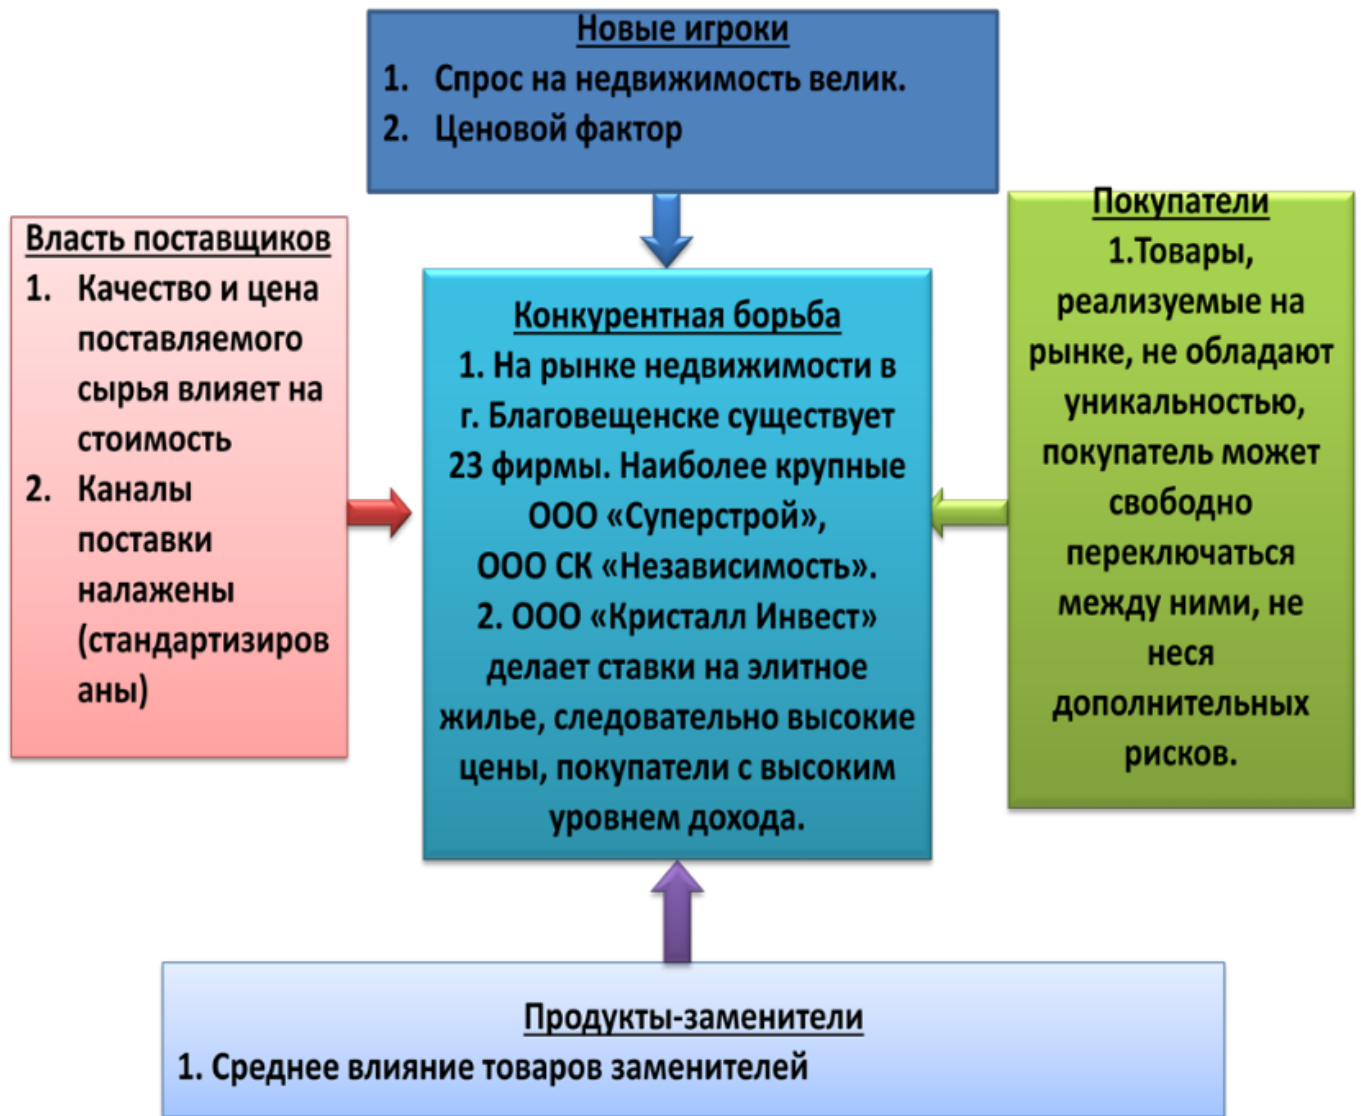 Новые игроки
1. Спрос на недвижимость велик.
2. Ценовой фактор
Власть поставщиков
1. Качество и цена
поставляемого
сырья влияет на
стоимость
2. Каналы
поставки
налажены
(стандартизиров
аны)
Конкурентная борьба
1. На рынке недвижимости в
г. Благовещенске существует
23 фирмы. Наиболее крупные
ООО «Суперстрой»,
ООО СК «Независимость».
2. ООО «Кристалл Инвест»
делает ставки на элитное
жилье, следовательно высокие
цены, покупатели с высоким
уровнем дохода.
Покупатели
1.Товары,
реализуемые на
рынке, не обладают
уникальностью,
покупатель может
свободно
переключаться
между ними, не
неся
дополнительных
рисков.
Продукты-заменители
1. Среднее влияние товаров заменителей